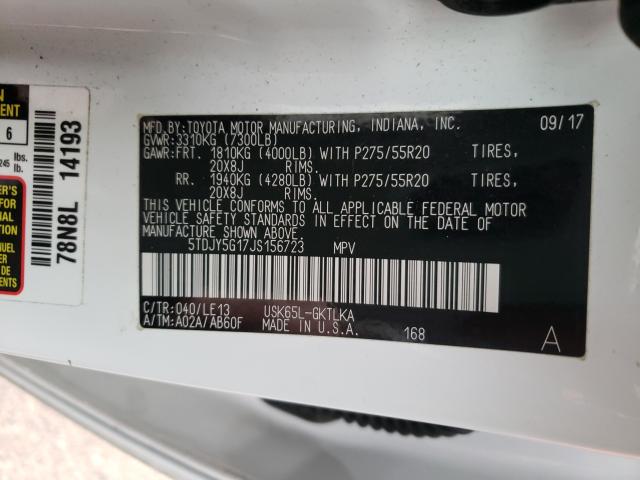 MFD.BY:TOYOTA MOTOR MANUFACTURING, INDIANA, INC. 09/17
GVWR:3310KG (7300LB)
GAWR:FRT. 1810KG (4000LB) WITH P275/55R20 TIRES,
20X8J RIMS.
RR. 1940KG (4280LB) WITH P275/55R20 TIRES,
20X8J RIMS.
THIS VEHICLE CONFORMS TO ALL APPLICABLE FEDERAL MOTOR
VEHICLE SAFETY STANDARDS IN EFFECT ON THE DATE OF
MANUFACTURE SHOWN ABOVE.
5TDJY5G17JS156723 MPV
C/TR:040/LE13 USK65L-GKTLKA
A/TM:A02A/AB60F MADE IN U.S.A. 168 A
78N8L 14193
6
245 lbs.
lb.